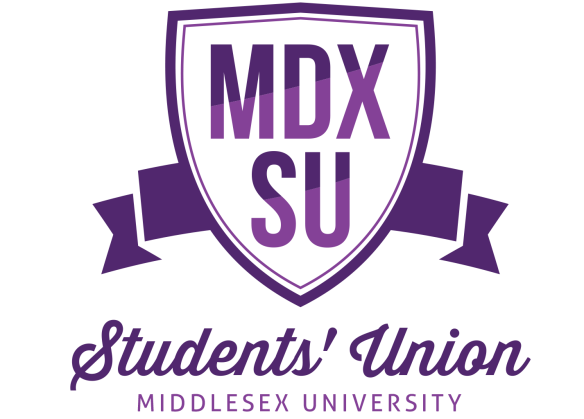 MDX
SU
Students' Union
MIDDLESEX UNIVERSITY